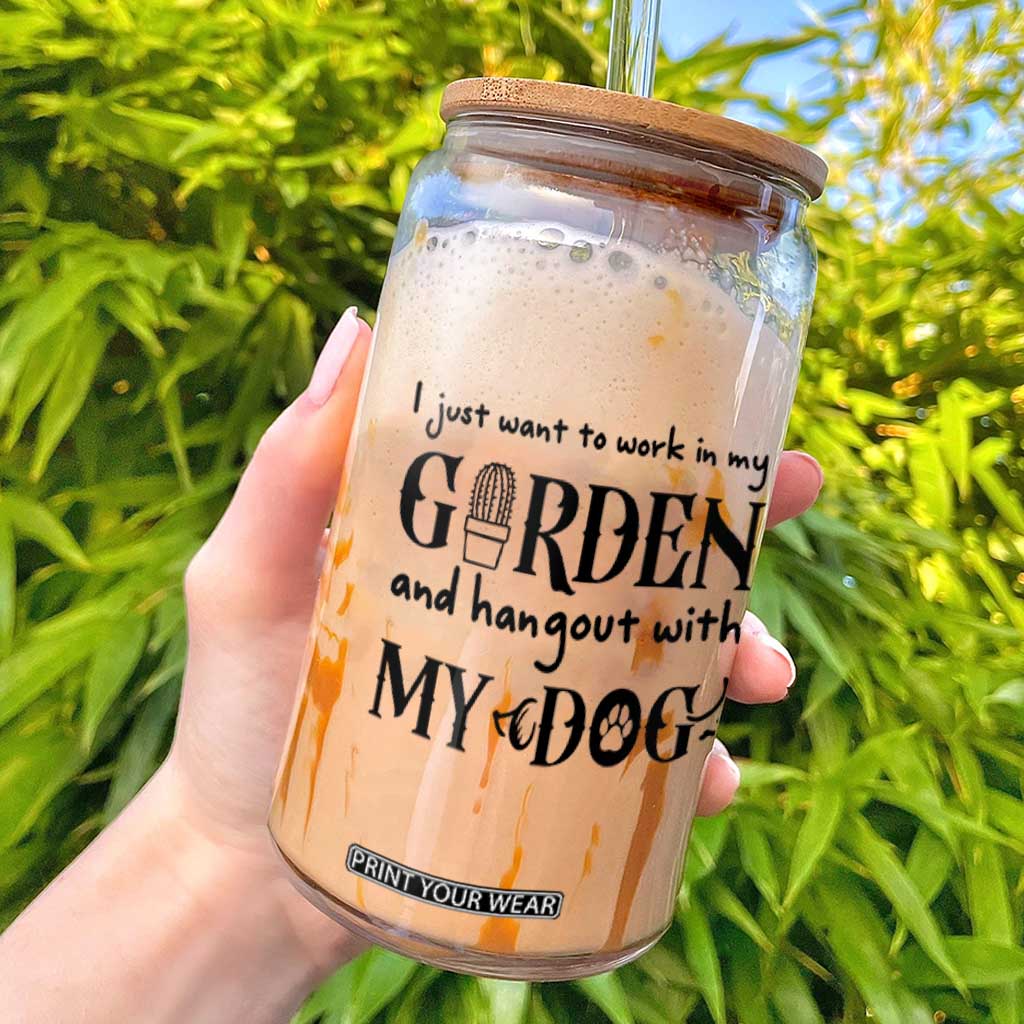 I just want to work in my
GARDEN
and hangout with
MY DOG
PRINT YOUR WEAR